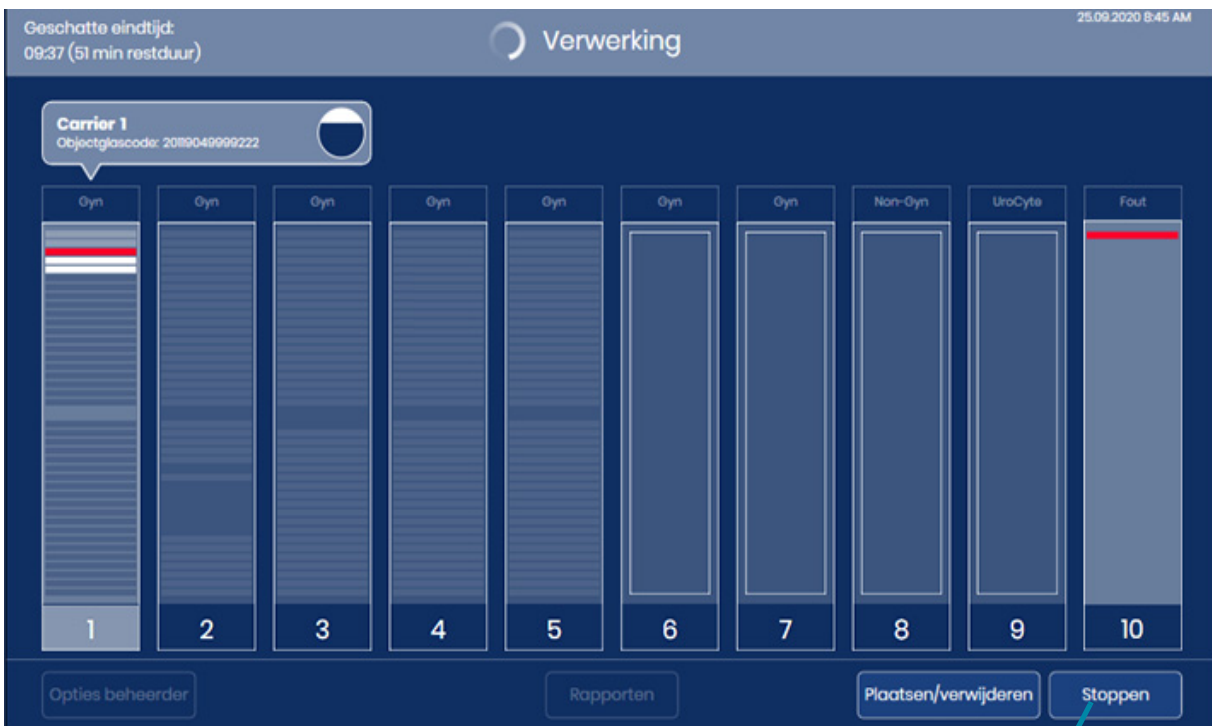 Geschatte eindtijd:
09:37 (51 min restduur)
Verwerking
25.09.2020 8:45 AM
Carrier 1
Objectglascode: 20119049999222
Gyn
Gyn
Gyn
Gyn
Gyn
Gyn
Gyn
Non-Gyn
UroCyte
Fout
1
2
3
4
5
6
7
8
9
10
Opties beheerder
Rapporten
Plaatsen/verwijderen
Stoppen